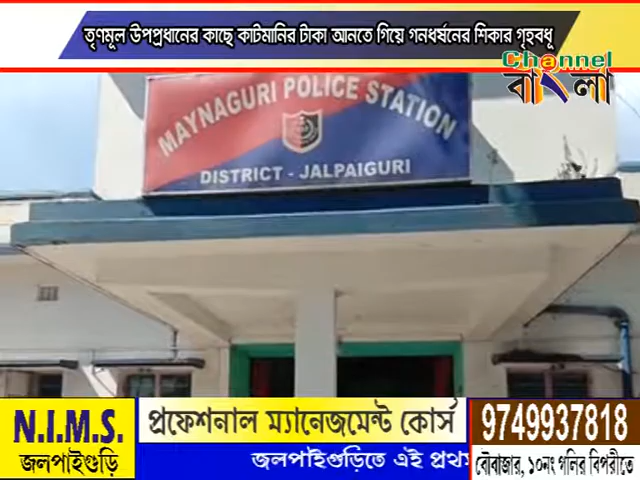 তৃণমূল উপপ্রধানের কাছে কাটমানির টাকা আনতে গিয়ে গনধর্ষনের শিকার গৃহবধূ
Channel
বাংলা
MAYNAGURI POLICE STATION
DISTRICT - JALPAIGURI
N.I.M.S.
জলপাইগুড়ি
প্রফেশনাল ম্যানেজমেন্ট কোর্স
জলপাইগুড়িতে এই প্রথম
9749937818
বৌবাজার, ১০নং গলির বিপরীতে